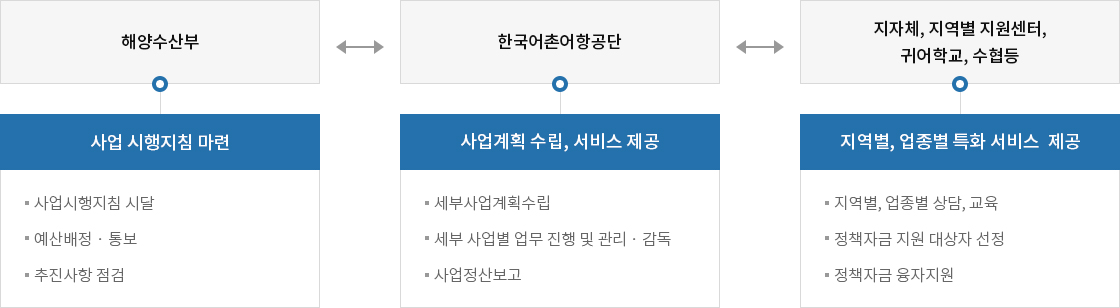 해양수산부
사업 시행지침 마련
▪ 사업시행지침 시달
▪ 예산배정 · 통보
▪ 추진사항 점검
한국어촌어항공단
사업계획 수립, 서비스 제공
▪ 세부사업계획수립
▪ 세부 사업별 업무 진행 및 관리 · 감독
▪ 사업정산보고
지자체, 지역별 지원센터,
귀어학교, 수협등
지역별, 업종별 특화 서비스 제공
▪ 지역별, 업종별 상담, 교육
▪ 정책자금 지원 대상자 선정
▪ 정책자금 융자지원